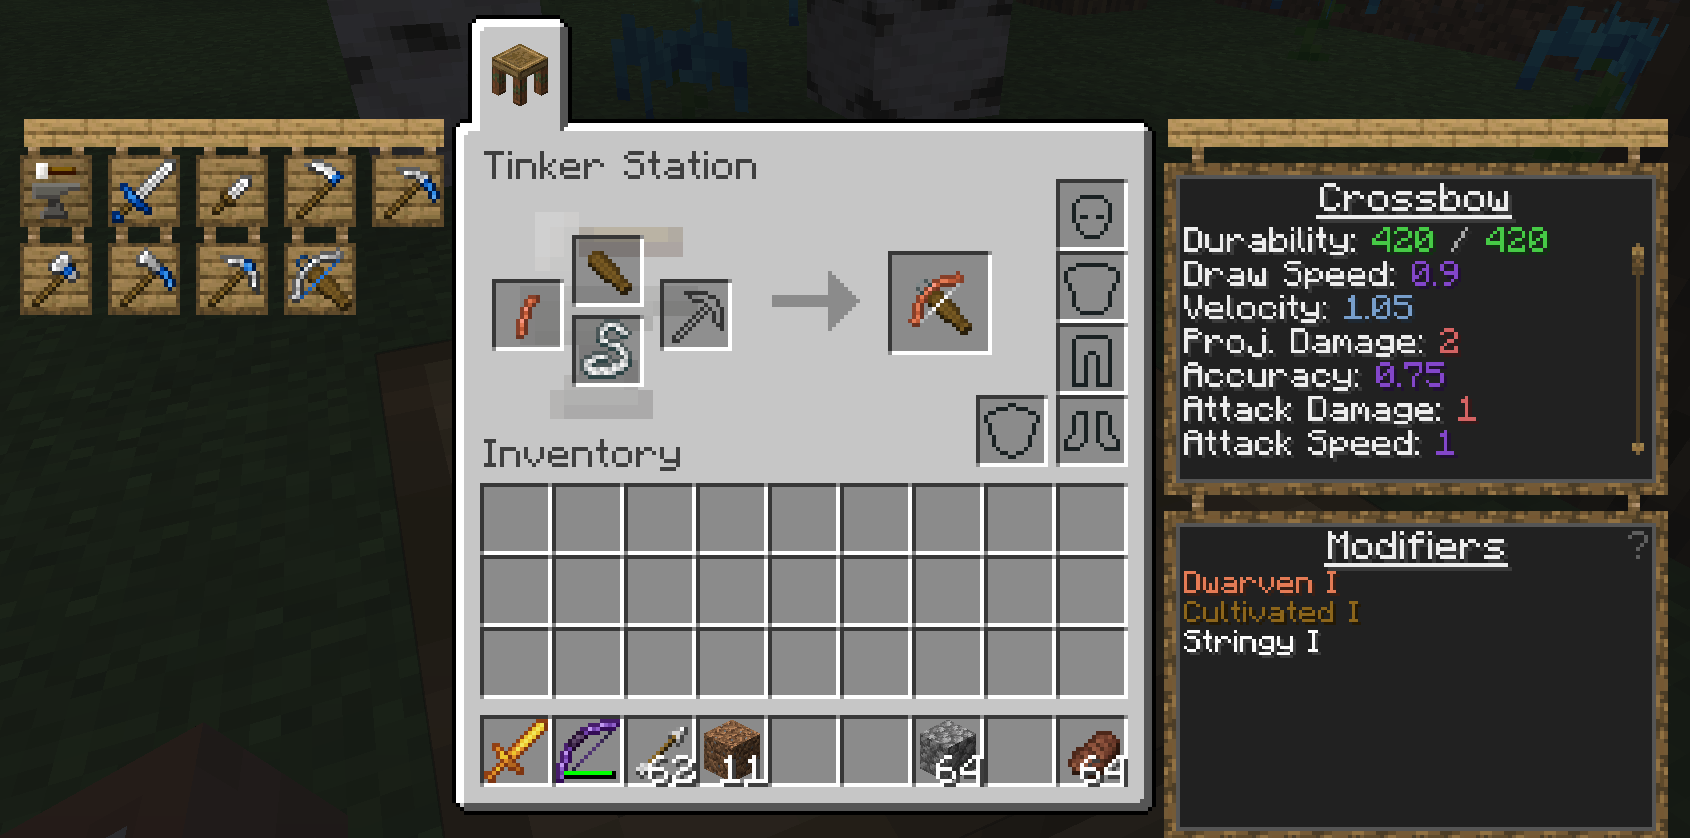 Tinker Station
Inventory
62
11
64
64
Crossbow
Durability: 420 / 420
Draw Speed: 0.9
Velocity: 1.05
Proj. Damage: 2
Accuracy: 0.75
Attack Damage: 1
Attack Speed: 1
Modifiers
?
Dwarven I
Cultivated I
Stringy I